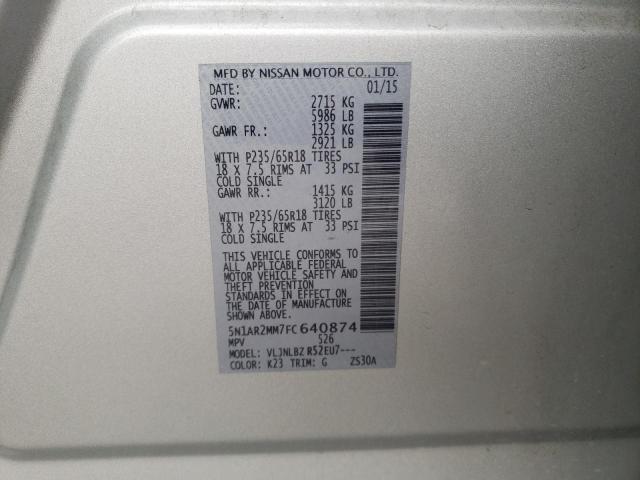 MFD BY NISSAN MOTOR CO., LTD.
DATE: 01/15
GVWR: 2715 KG
5986 LB
GAWR FR.: 1325 KG
2921 LB
WITH P235/65R18 TIRES
18 X 7.5 RIMS AT 33 PSI
COLD SINGLE
GAWR RR.: 1415 KG
3120 LB
WITH P235/65R18 TIRES
18 X 7.5 RIMS AT 33 PSI
COLD SINGLE
THIS VEHICLE CONFORMS TO
ALL APPLICABLE FEDERAL
MOTOR VEHICLE SAFETY AND
THEFT PREVENTION
STANDARDS IN EFFECT ON
THE DATE OF MANUFACTURE
SHOWN ABOVE.
5N1AR2MM7FC640874
MPV 526
MODEL: VLJNLBZ R52EU7---
COLOR: K23 TRIM: G ZS30A